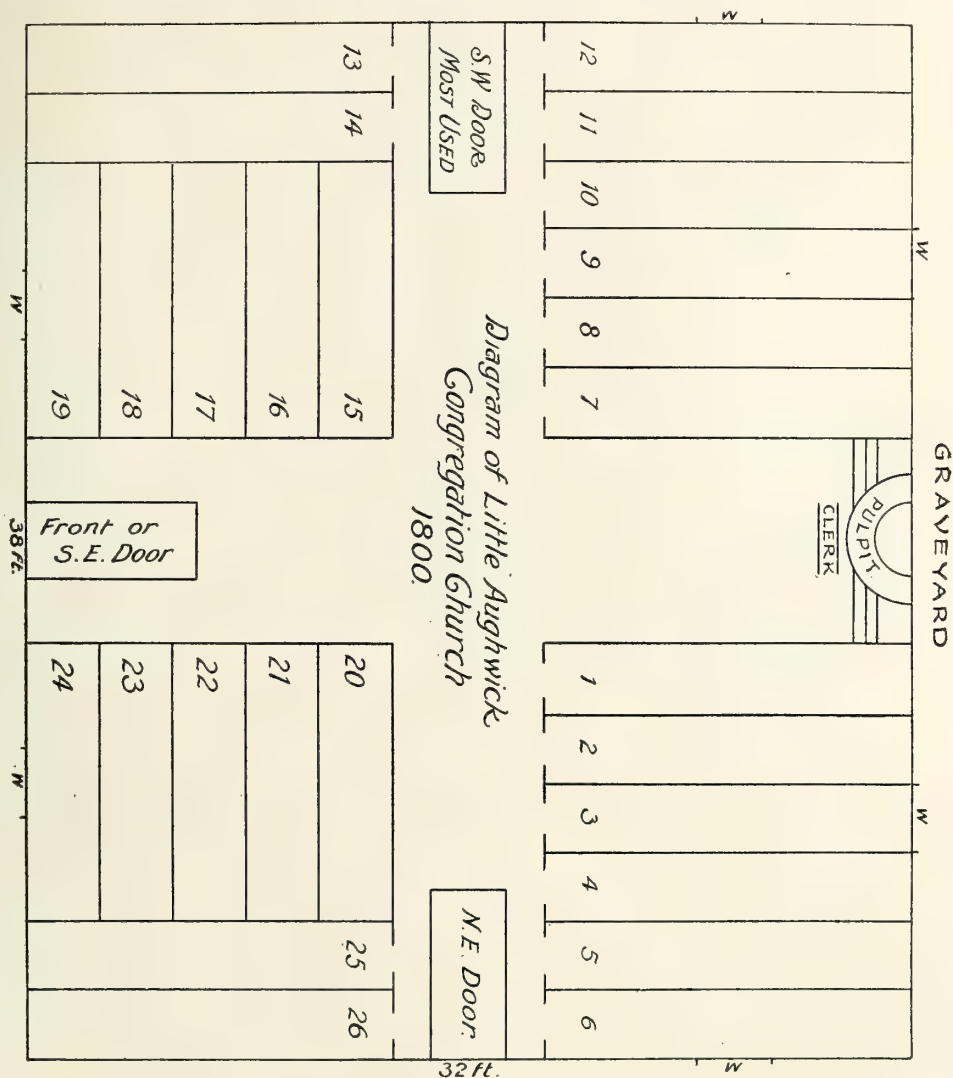 GRAVEYARD
W
W
W
W
W
W
12
11
10
9
8
7
PULPIT.
CLERK
1
2
3
4
5
6
S.W DOOR
MOST USED
Diagram of Little Aughwick
Congregation Church
1800.
N.E. DOOR.
32 ft.
13
14
15
16
17
18
19
Front or
S.E. Door
38 ft.
20
21
22
23
24
25
26